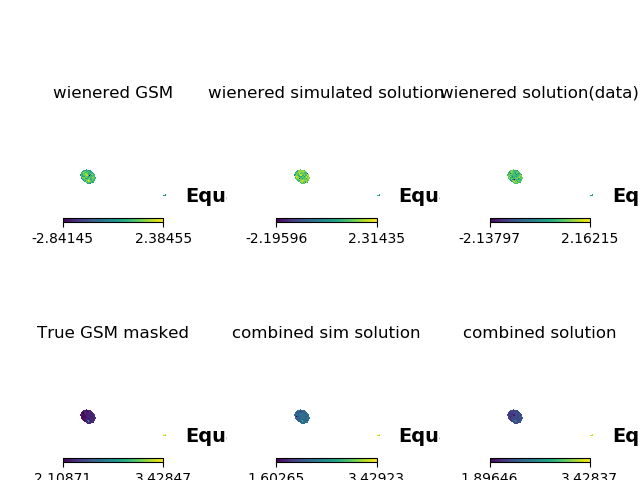 wienered GSM wienered simulated solution wienered solution(data)
Equ Equ Eq
-2.84145 2.38455 -2.19596 2.31435 -2.13797 2.16215
True GSM masked combined sim solution combined solution
Equ Equ Eq
2.10871 3.42847 1.60265 3.42923 1.89646 3.42837